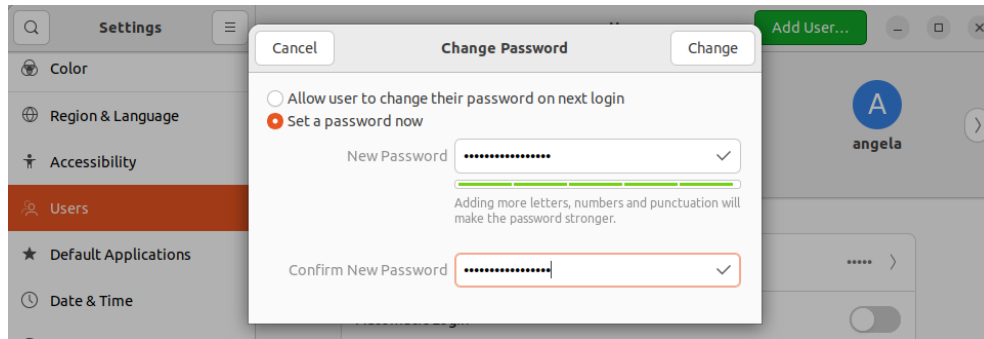 Settings
Add User...
Cancel
Change Password
Change
Color
Region & Language
Accessibility
Users
Default Applications
Date & Time
Allow user to change their password on next login
Set a password now
New Password •••••••••••••••••
Adding more letters, numbers and punctuation will
make the password stronger.
Confirm New Password •••••••••••••••••
A
angela
•••••